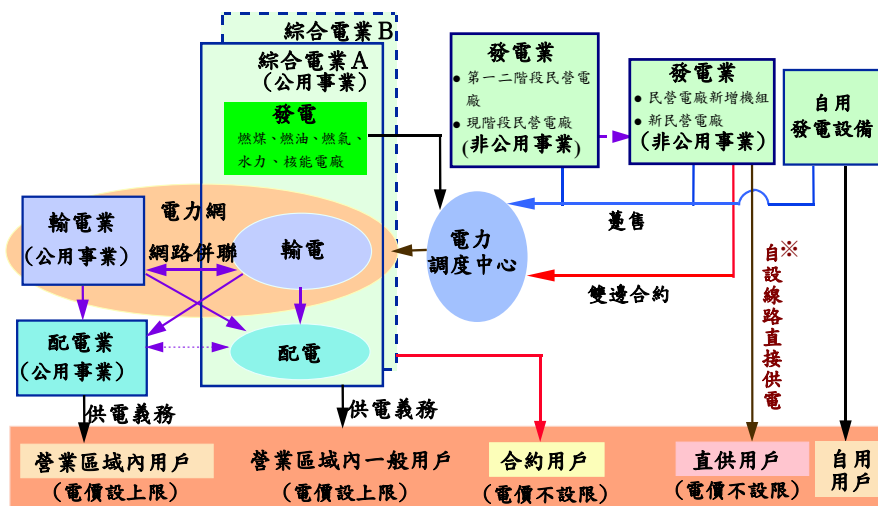 綜合電業B
綜合電業A
(公用事業)
發電
燃煤、燃油、燃氣、
水力、核能電廠
發電業
● 第一二階段民營電
廠
● 現階段民營電廠
(非公用事業)
發電業
● 民營電廠新增機組
● 新民營電廠
(非公用事業)
自用
發電設備
電力網
輸電業
(公用事業)
網路併聯
輸電
電力
調度中心
躉售
雙邊合約
※
自設線路直接供電
配電業
(公用事業)
配電
供電義務
供電義務
營業區域內用戶
(電價設上限)
營業區域內一般用戶
(電價設上限)
合約用戶
(電價不設限)
直供用戶
(電價不設限)
自用
用戶